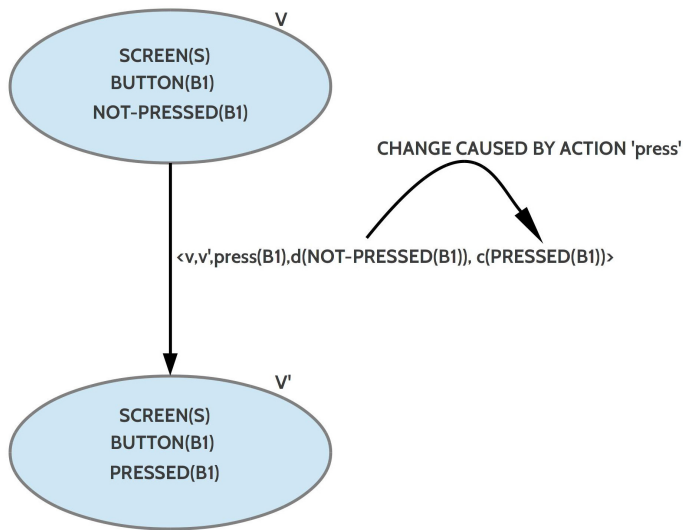 V
SCREEN(S)
BUTTON(B1)
NOT-PRESSED(B1)
CHANGE CAUSED BY ACTION 'press'
<v,v',press(B1),d(NOT-PRESSED(B1)), c(PRESSED(B1))>
V'
SCREEN(S)
BUTTON(B1)
PRESSED(B1)